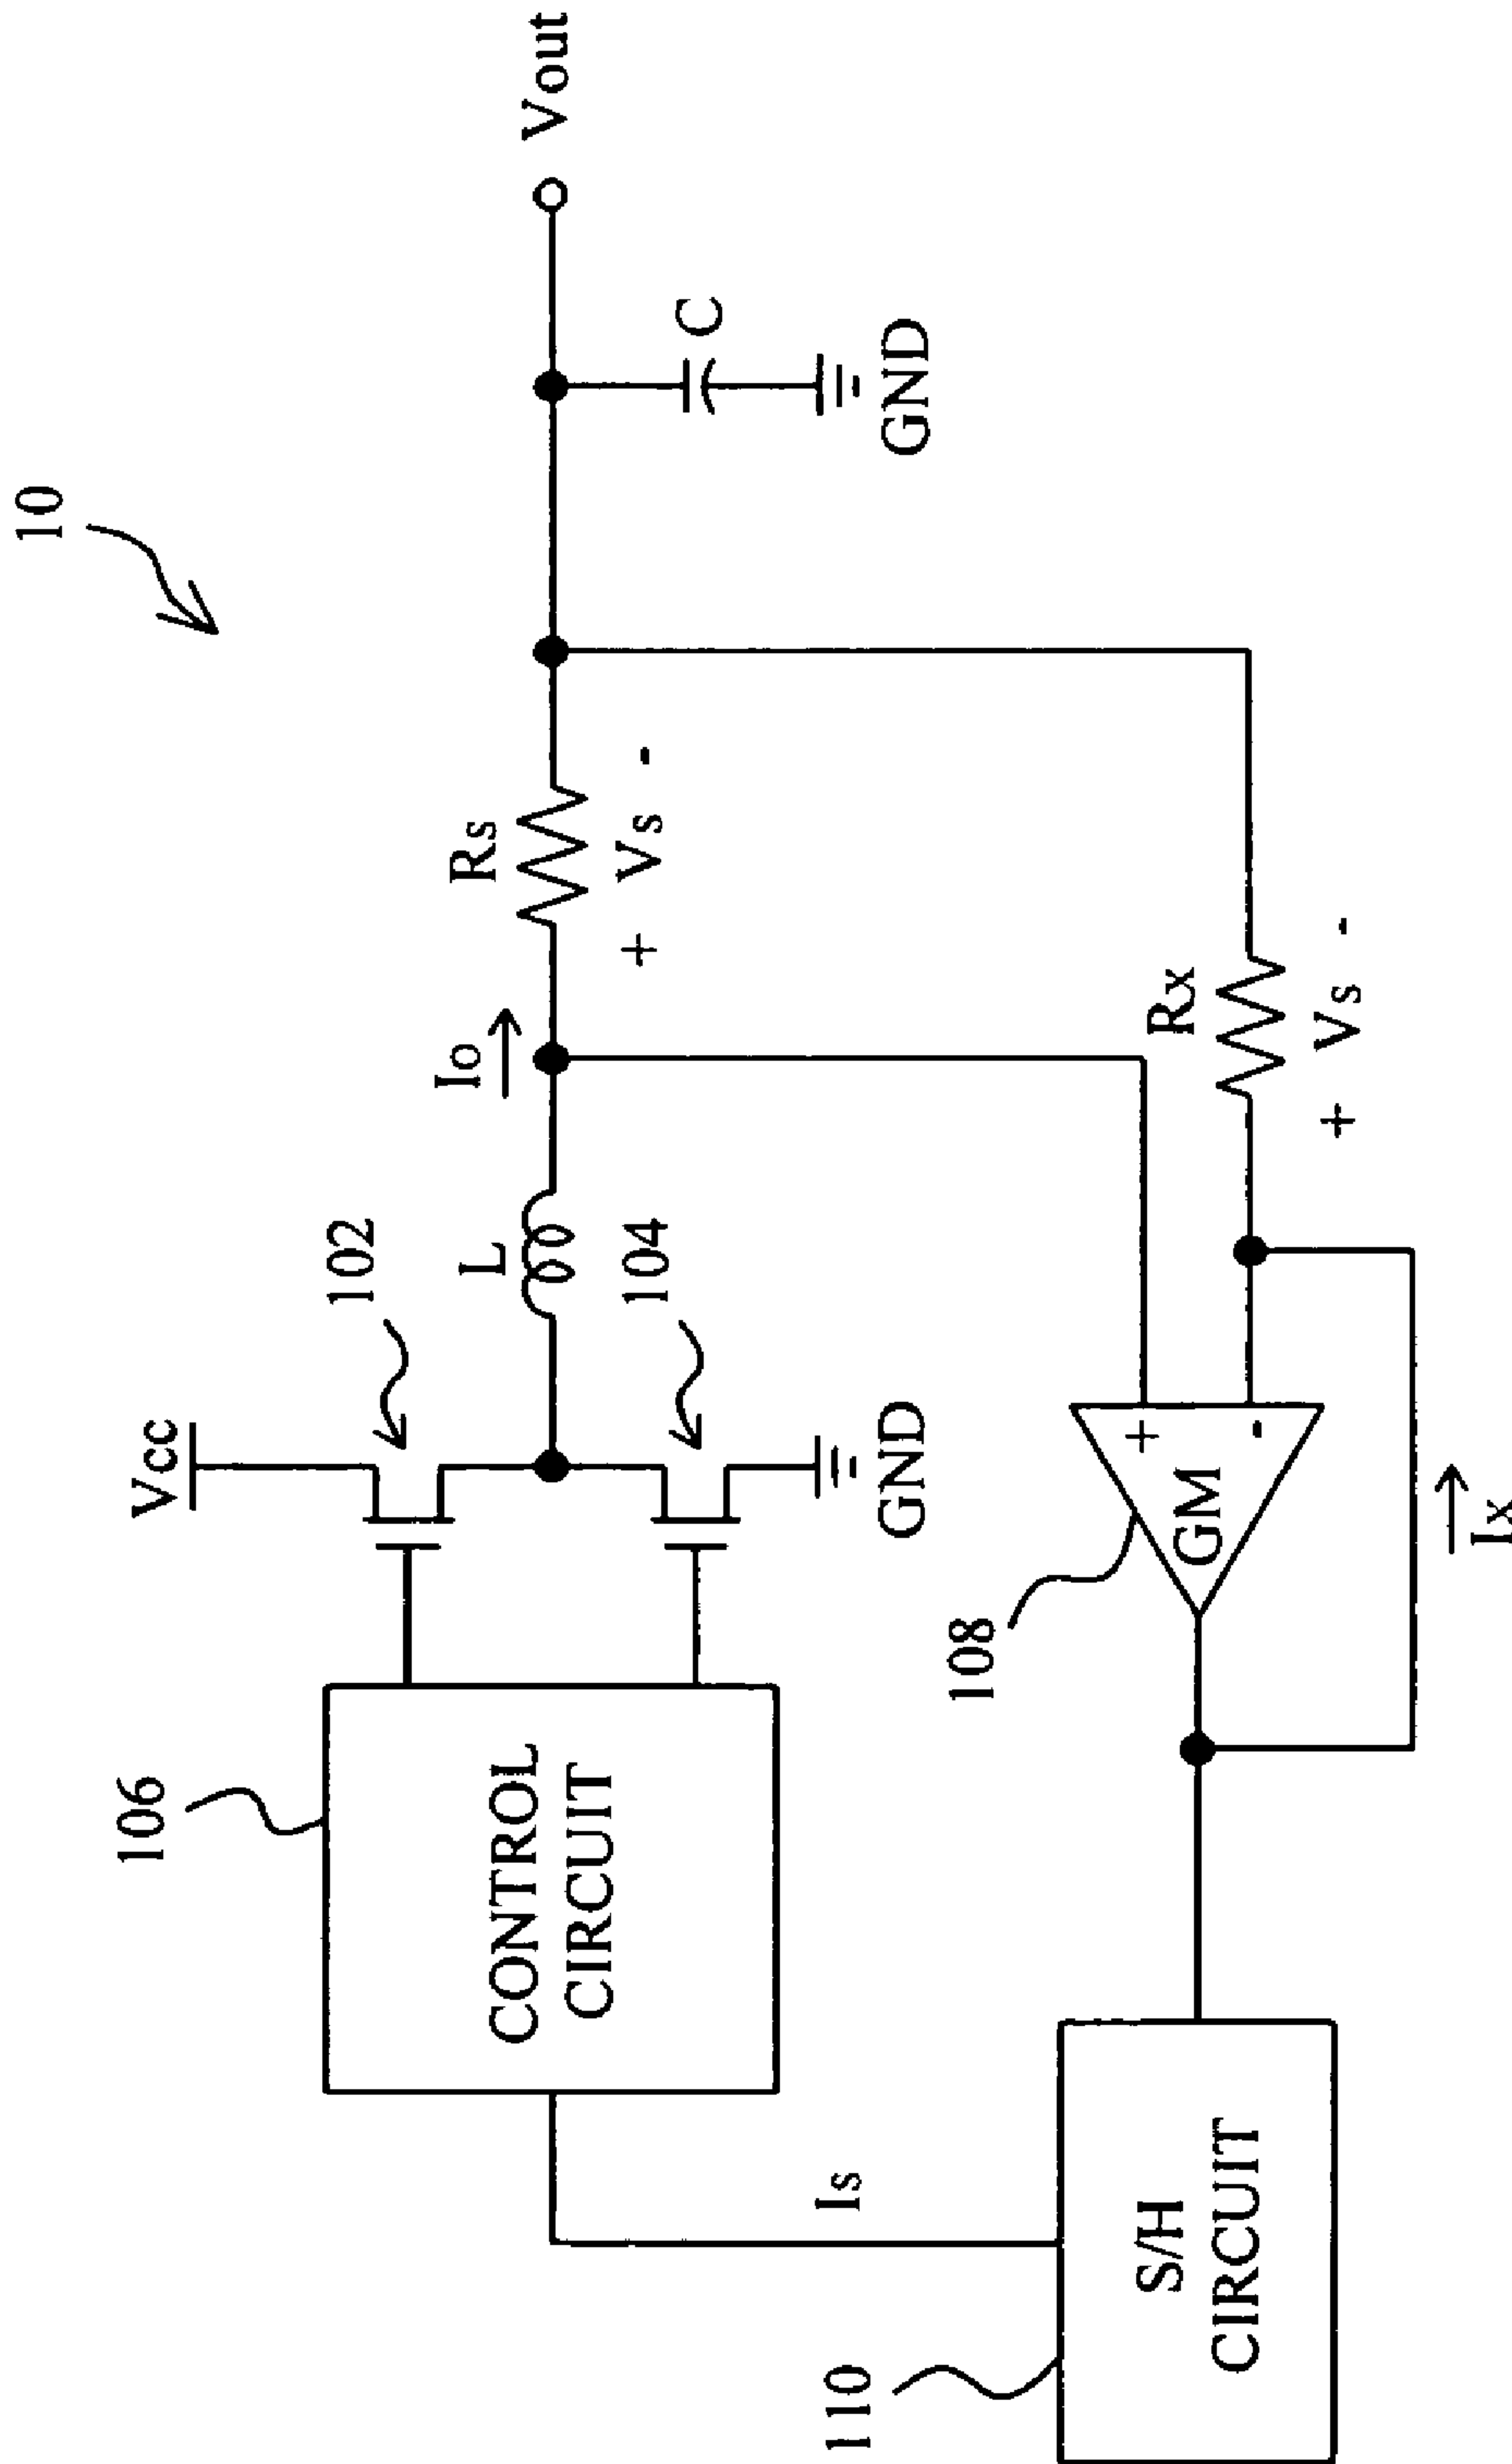 10
Vcc
102
106
CONTROL
CIRCUIT
L
Io
Rs
+ Vs -
Vout
C
GND
104
GND
Is
108
GM
+
-
Rx
+ Vs -
110
S/H
CIRCUIT
Ix